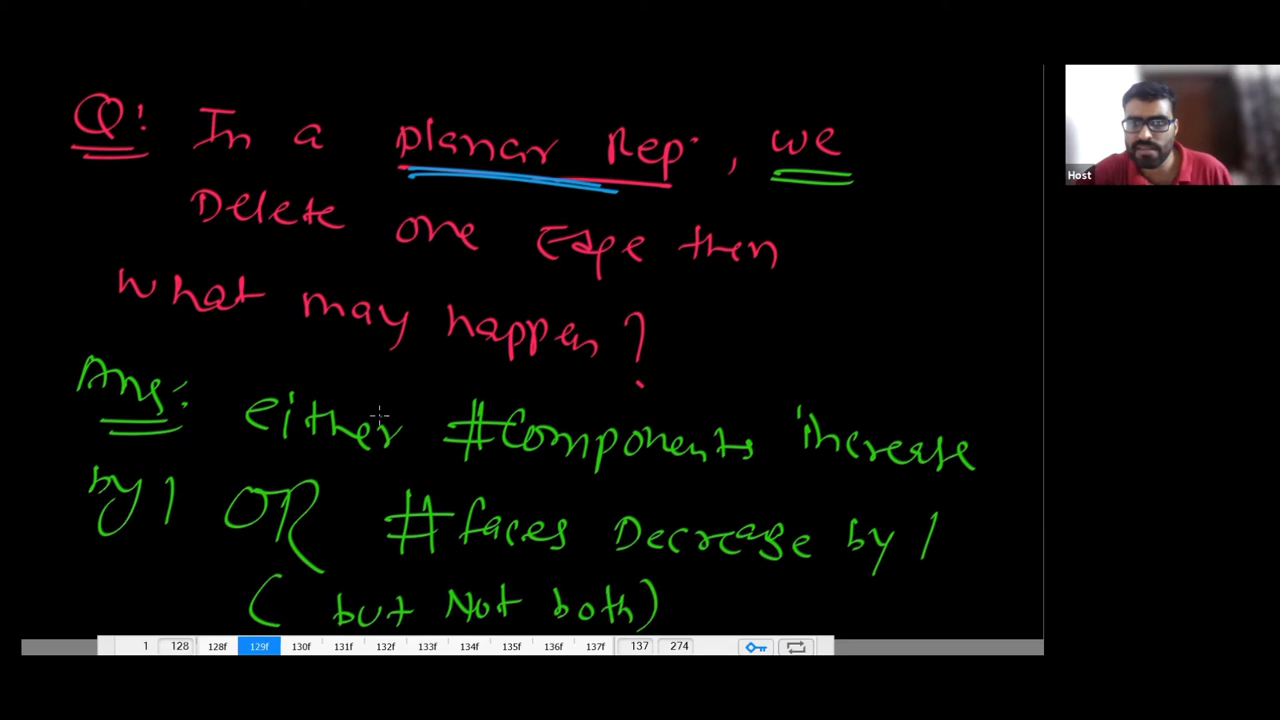 Q: In a planar Rep., we
Delete one edge then
what may happen?
Ans: either #Components increase
by 1 OR #faces Decrease by 1
(but Not both)
Host
1 128 128f 129f 130f 131f 132f 133f 134f 135f 136f 137f 137 274